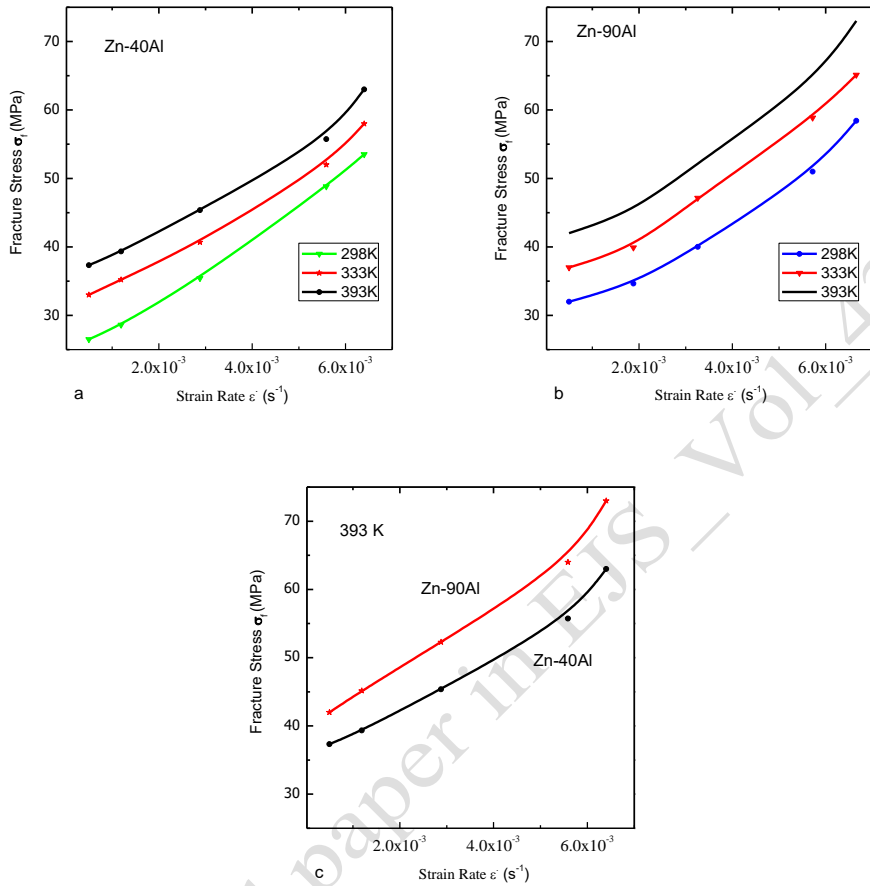 Zn-40Al
70
60
50
40
30
Fracture Stress σf (MPa)
298K
333K
393K
2.0x10⁻³ 4.0x10⁻³ 6.0x10⁻³
a Strain Rate ε˙ (s⁻¹)
Zn-90Al
70
60
50
40
30
Fracture Stress σf (MPa)
298K
333K
393K
2.0x10⁻³ 4.0x10⁻³ 6.0x10⁻³
b Strain Rate ε˙ (s⁻¹)
393 K
70
60
50
40
30
Fracture Stress σf (MPa)
Zn-90Al
Zn-40Al
2.0x10⁻³ 4.0x10⁻³ 6.0x10⁻³
c Strain Rate ε˙ (s⁻¹)
paper in EJS_ Vol_4